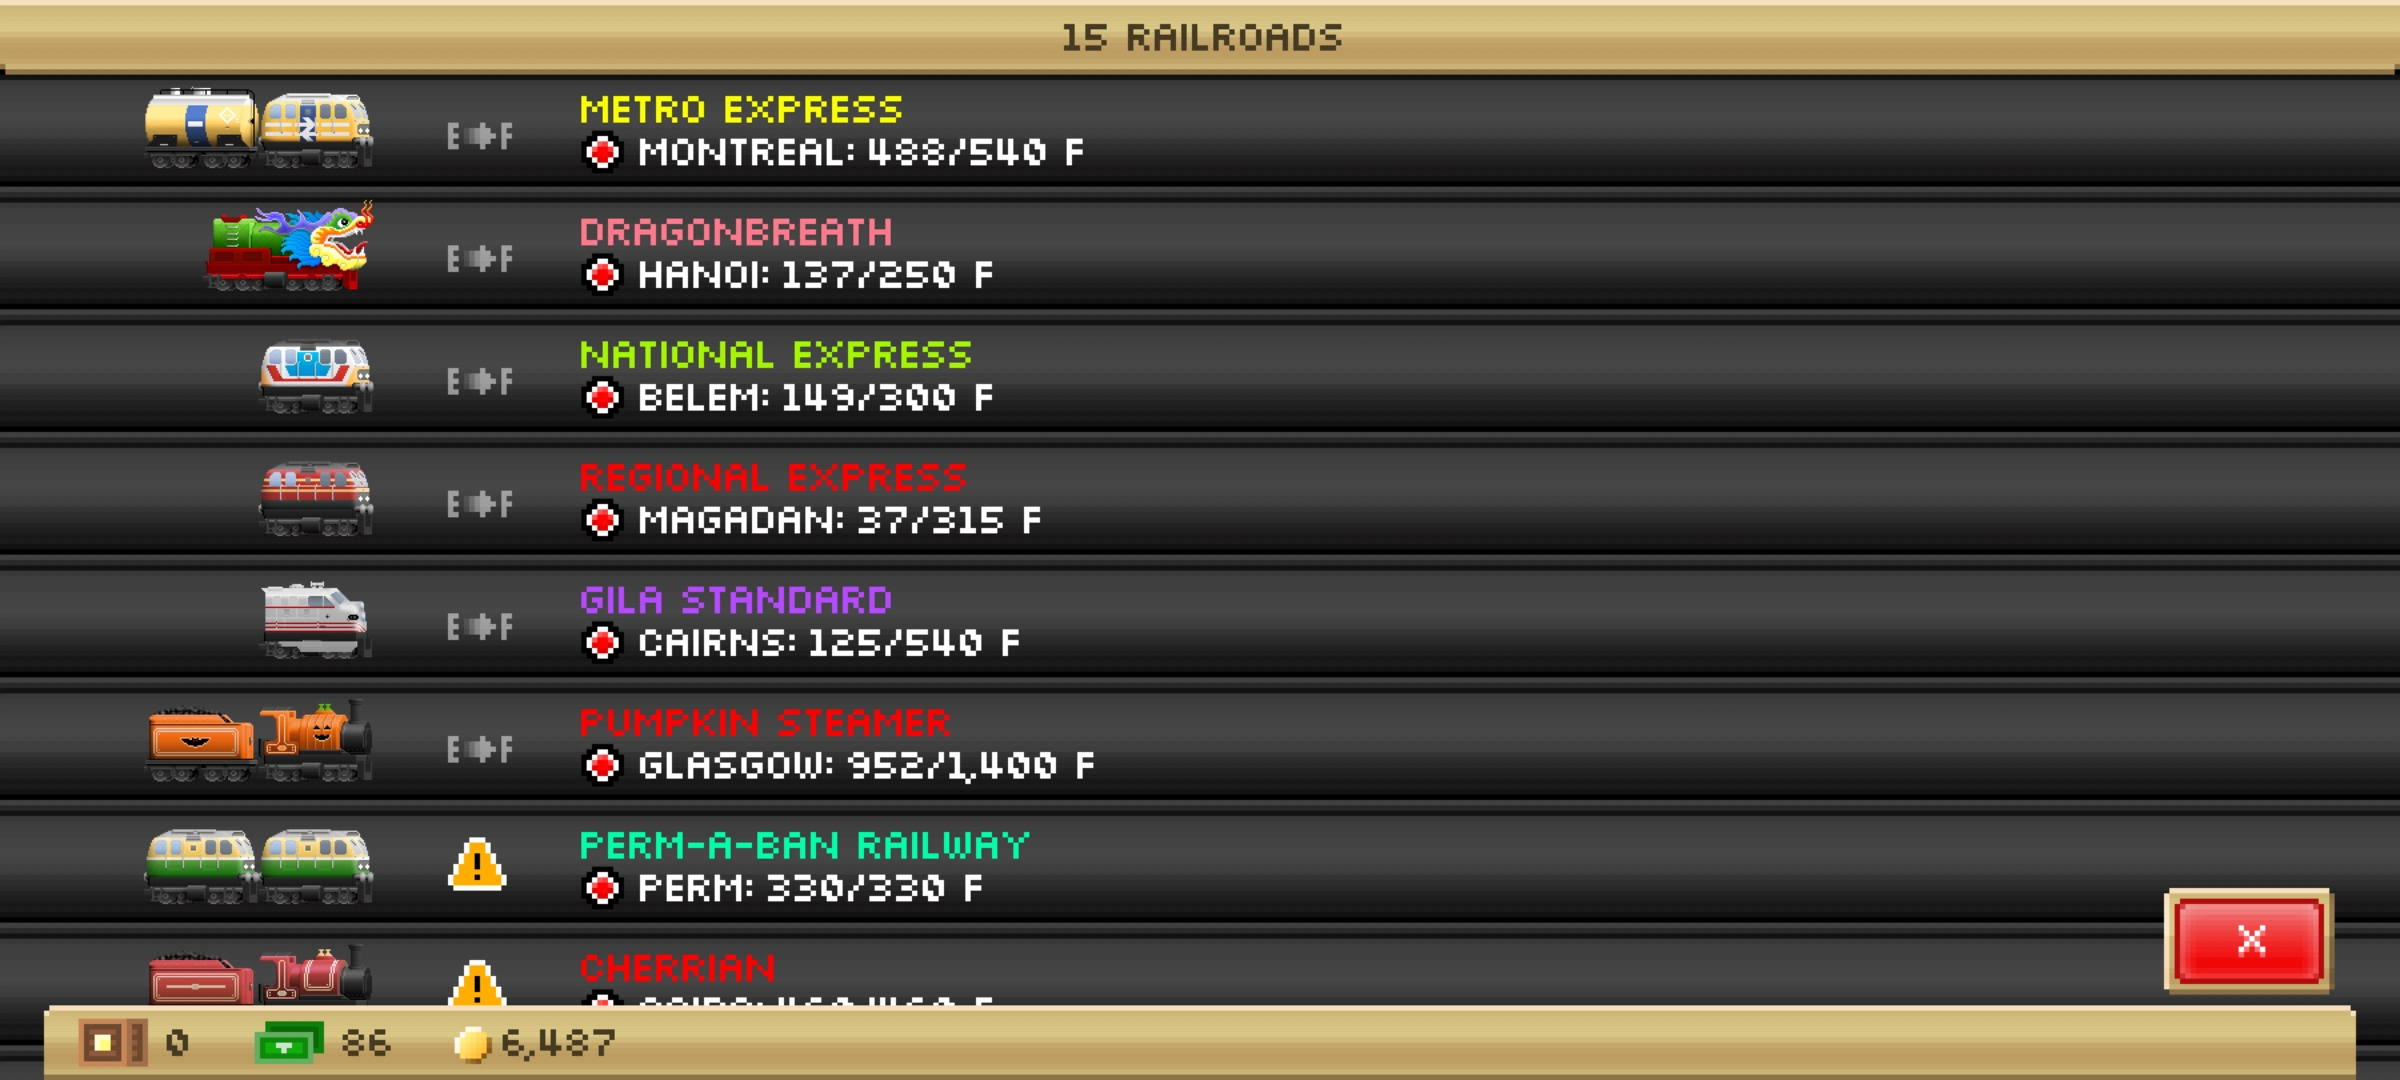 15 RAILROADS
METRO EXPRESS
E F MONTREAL: 488/540 F
DRAGONBREATH
E F HANOI: 137/250 F
NATIONAL EXPRESS
E F BELEM: 149/300 F
REGIONAL EXPRESS
E F MAGADAN: 37/315 F
GILA STANDARD
E F CAIRNS: 125/540 F
PUMPKIN STEAMER
E F GLASGOW: 952/1,400 F
PERM-A-BAN RAILWAY
! PERM: 330/330 F
CHERRIAN
!
X
0 86 6,487